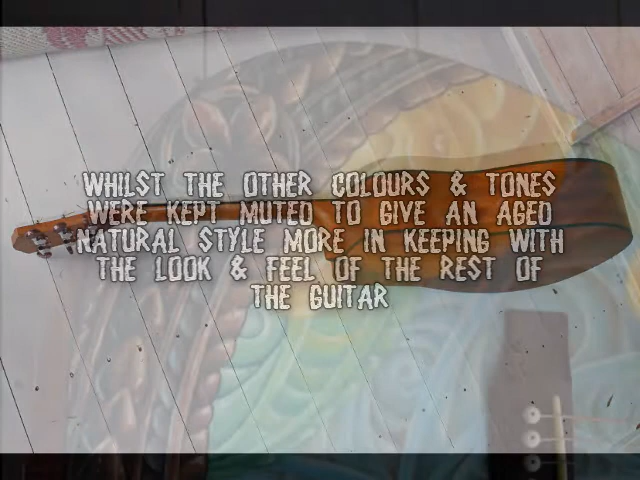 WHILST THE OTHER COLOURS & TONES
WERE KEPT MUTED TO GIVE AN AGED
NATURAL STYLE MORE IN KEEPING WITH
THE LOOK & FEEL OF THE REST OF
THE GUITAR